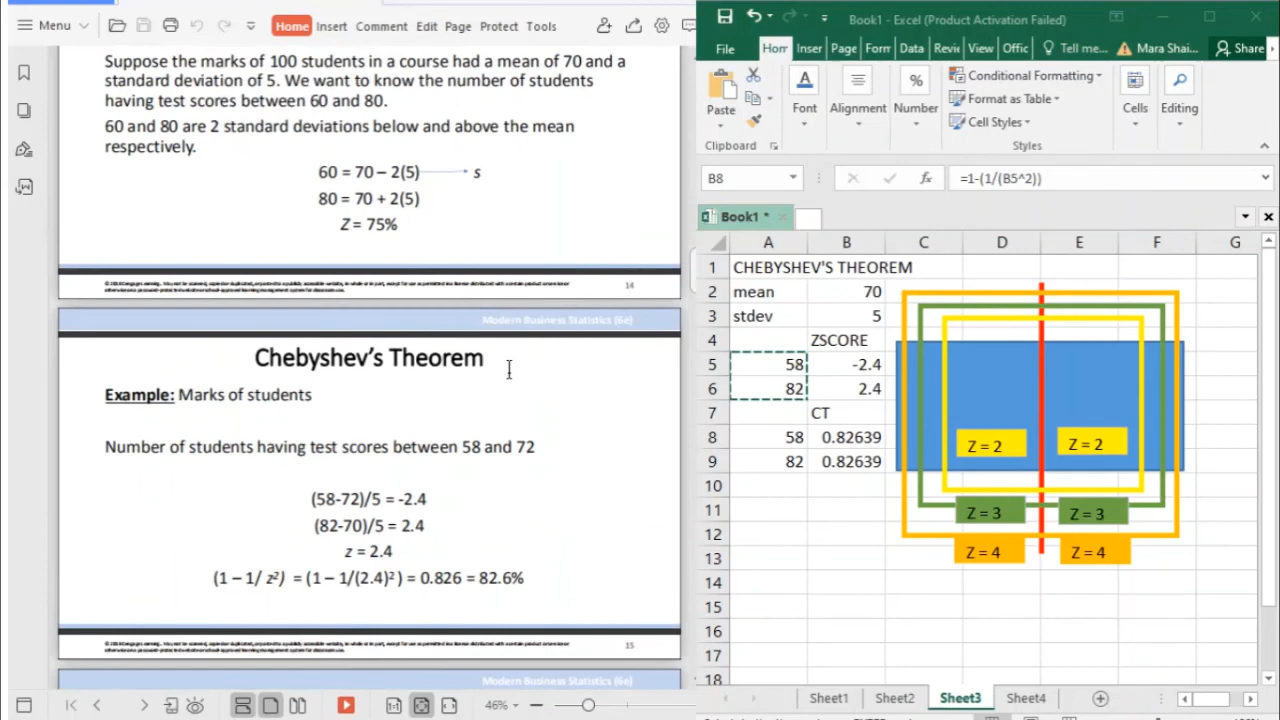 Menu
Home
Insert
Comment
Edit
Page
Protect
Tools
Suppose the marks of 100 students in a course had a mean of 70 and a
standard deviation of 5. We want to know the number of students
having test scores between 60 and 80.
60 and 80 are 2 standard deviations below and above the mean
respectively.
60 = 70 – 2(5)
s
80 = 70 + 2(5)
Z = 75%
14
Modern Business Statistics (6e)
Chebyshev’s Theorem
Example: Marks of students
Number of students having test scores between 58 and 72
(58-72)/5 = -2.4
(82-70)/5 = 2.4
z = 2.4
(1 – 1/ z²) = (1 – 1/(2.4)² ) = 0.826 = 82.6%
15
Modern Business Statistics (6e)
46%
Book1 - Excel (Product Activation Failed)
File
Hom
Inser
Page
Form
Data
Revie
View
Offic
Tell me...
Mara Shai...
Share
Paste
Font
Alignment
Number
Conditional Formatting
Format as Table
Cell Styles
Cells
Editing
Clipboard
Styles
B8
fx
=1-(1/(B5^2))
Book1 *
A B C D E F G
1 CHEBYSHEV'S THEOREM
2 mean 70
3 stdev 5
4 ZSCORE
5 58 -2.4
6 82 2.4
7 CT
8 58 0.82639
9 82 0.82639
10
11
12
13
14
15
16
17
18
Z = 2
Z = 2
Z = 3
Z = 3
Z = 4
Z = 4
Sheet1
Sheet2
Sheet3
Sheet4